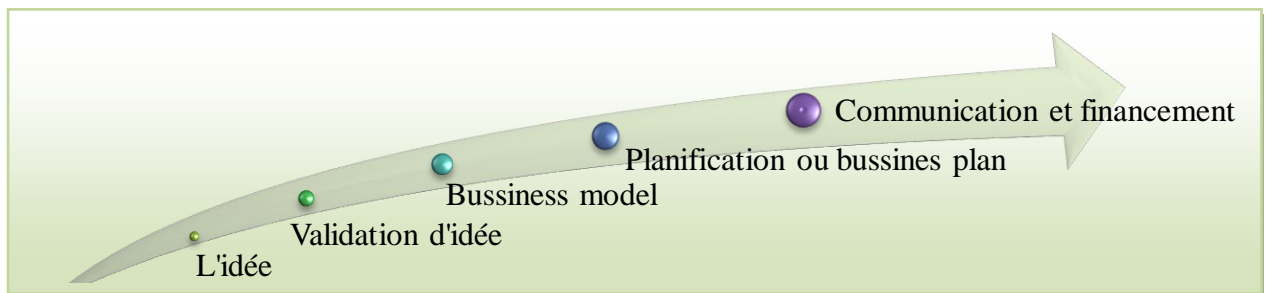 L'idée
Validation d'idée
Bussiness model
Planification ou bussines plan
Communication et financement